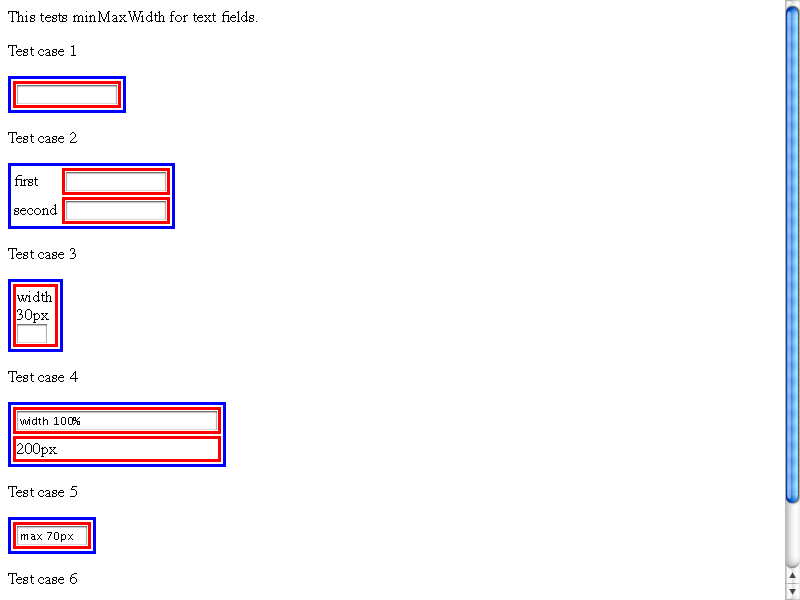 This tests minMaxWidth for text fields.
Test case 1
Test case 2
first
second
Test case 3
width
30px
Test case 4
width 100%
200px
Test case 5
max 70px
Test case 6